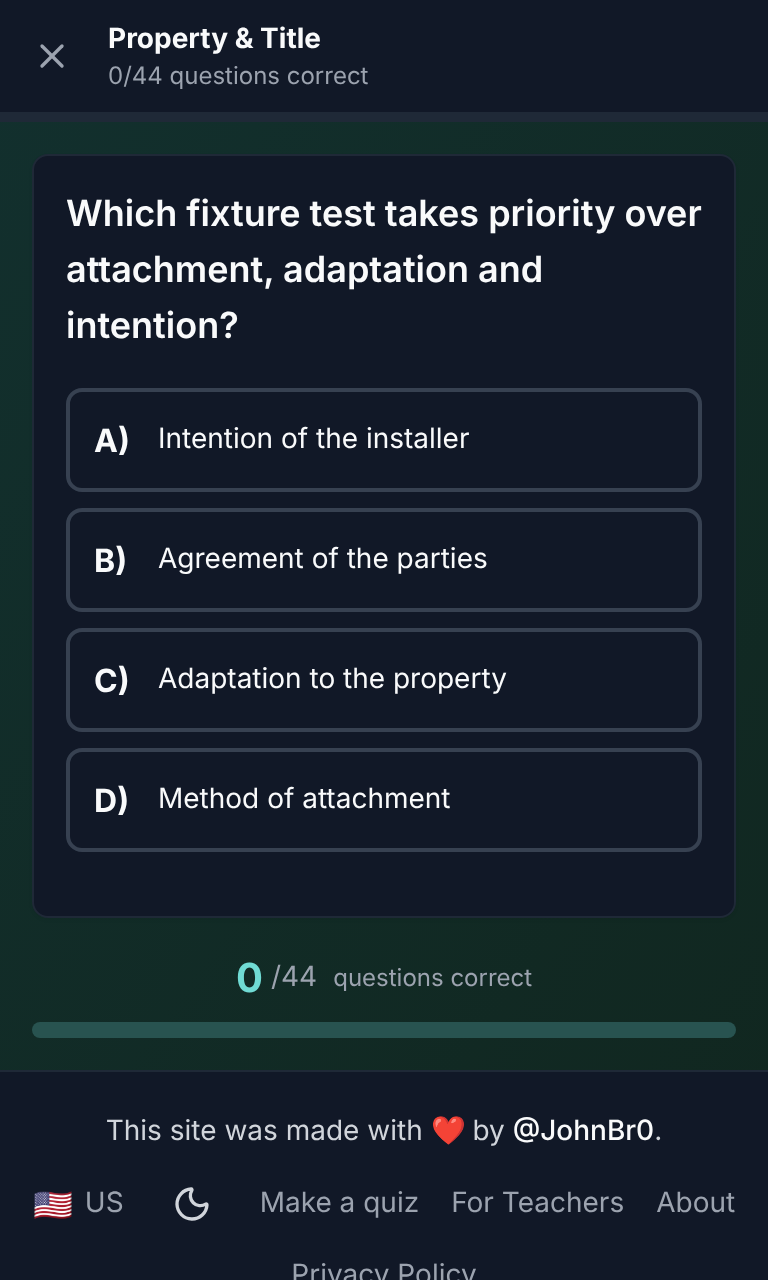 Property & Title
0/44 questions correct
Which fixture test takes priority over
attachment, adaptation and
intention?
A) Intention of the installer
B) Agreement of the parties
C) Adaptation to the property
D) Method of attachment
0 /44 questions correct
This site was made with ❤️ by @JohnBr0.
🇺🇸 US Make a quiz For Teachers About
Privacy Policy